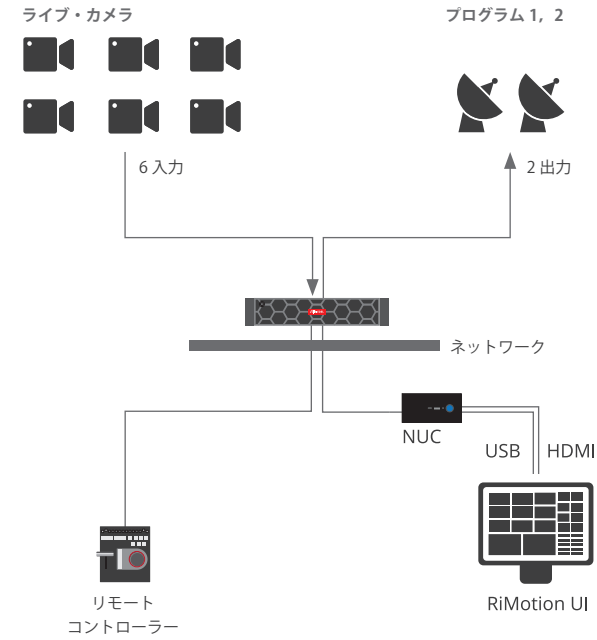 ライブ・カメラ
プログラム 1, 2
6 入力
2 出力
ネットワーク
NUC
USB
HDMI
リモート
コントローラー
RiMotion UI